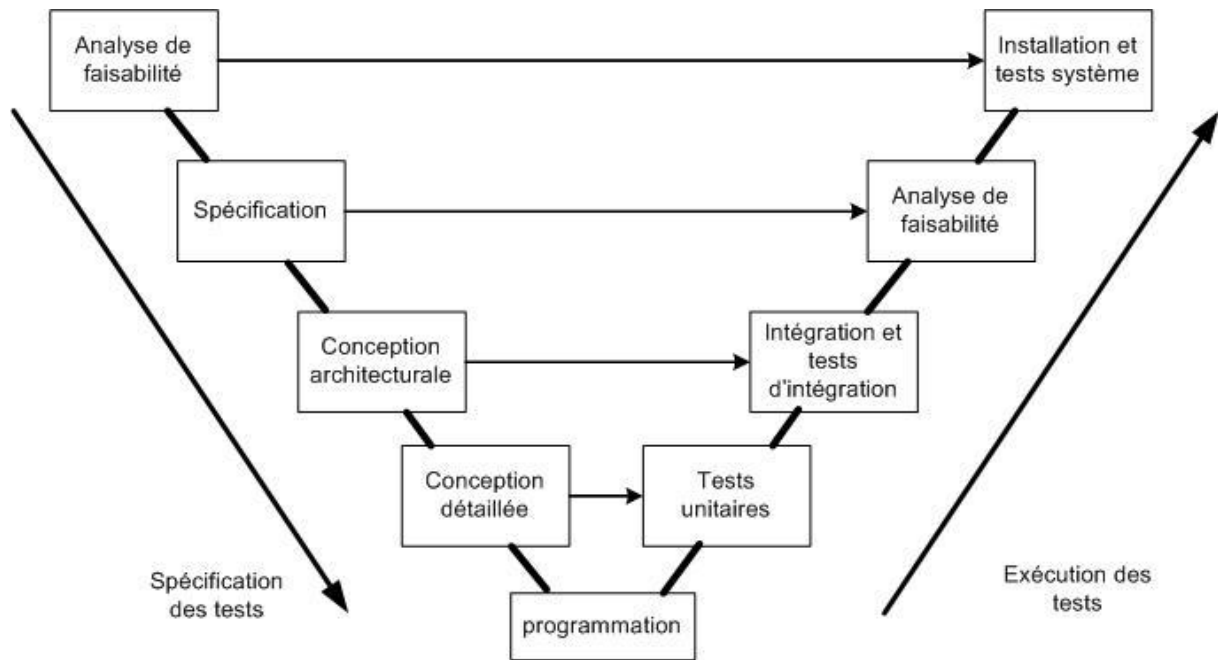 Analyse de
faisabilité
Installation et
tests système
Spécification
Analyse de
faisabilité
Conception
architecturale
Intégration et
tests
d'intégration
Conception
détaillée
Tests
unitaires
Spécification
des tests
Exécution des
tests
programmation